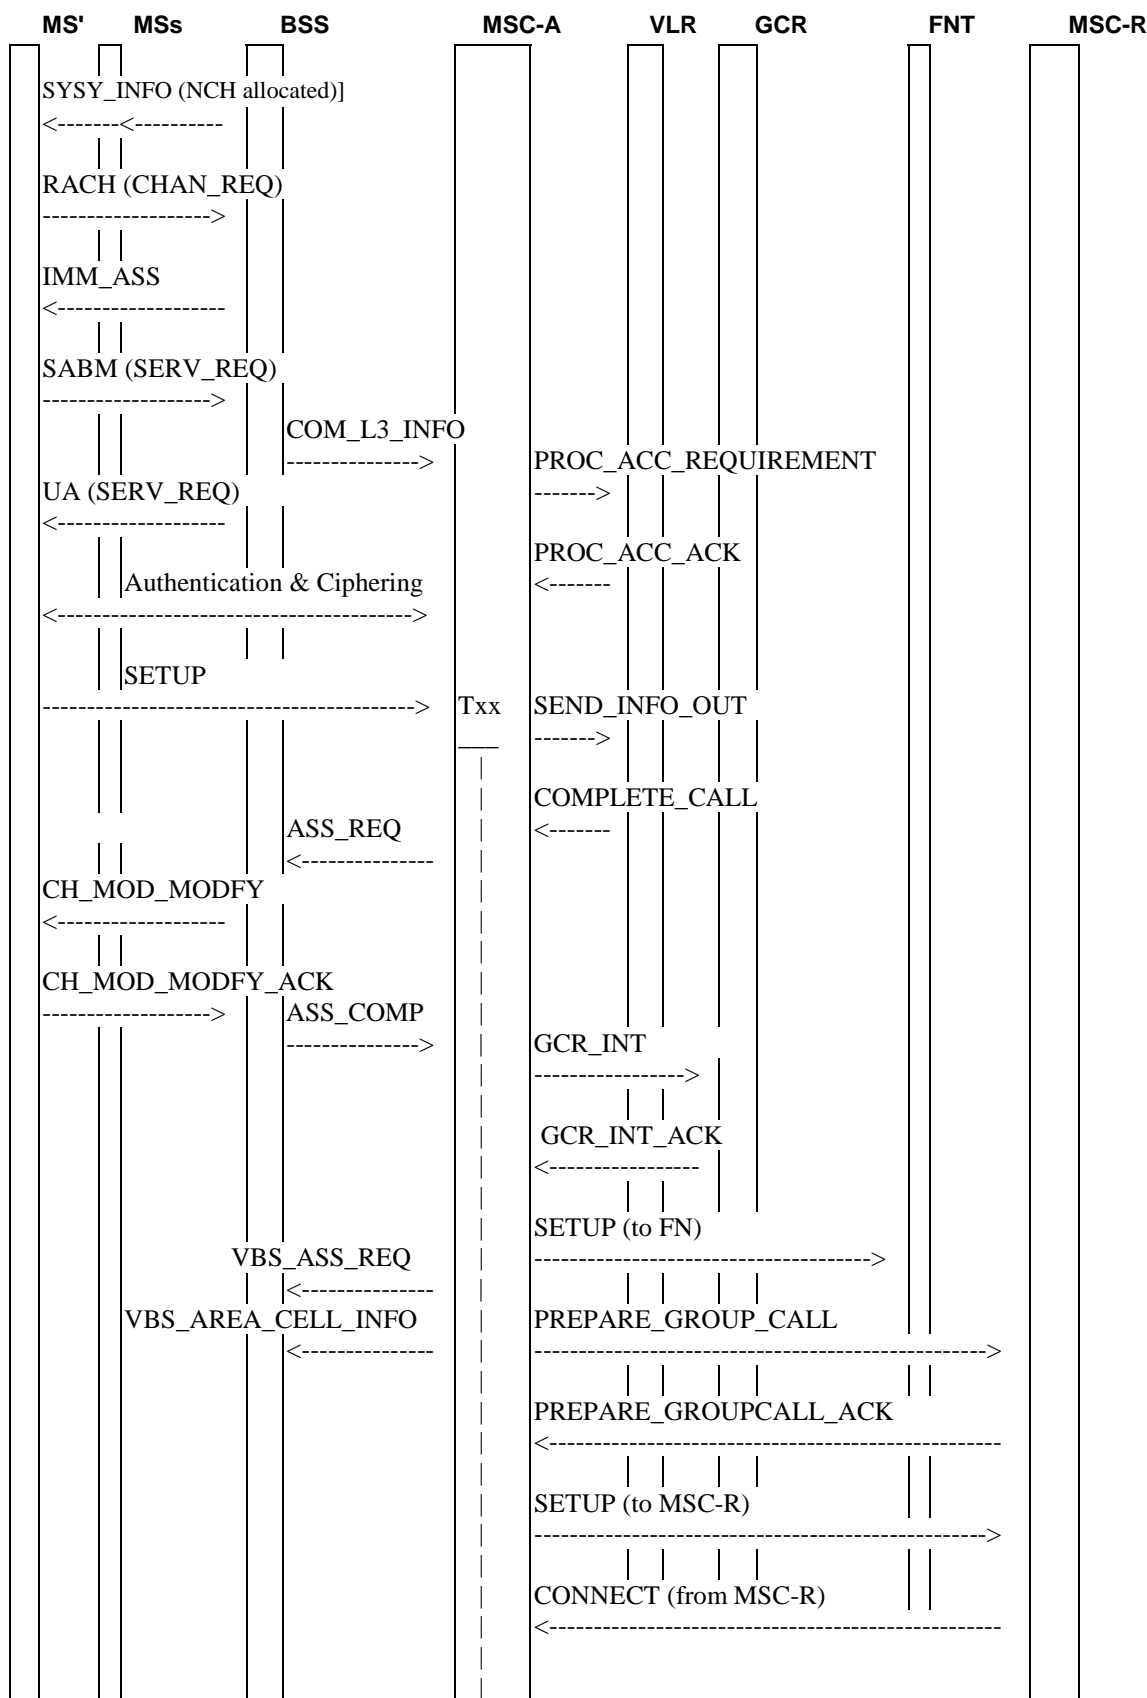 MS' MSs BSS MSC-A VLR GCR FNT MSC-R
SYSY_INFO (NCH allocated)]
<-------<----------
RACH (CHAN_REQ)
------------------->
IMM_ASS
<-------------------
SABM (SERV_REQ)
------------------->
COM_L3_INFO
---------------> PROC_ACC_REQUIREMENT
UA (SERV_REQ) ------->
<-------------------
PROC_ACC_ACK
Authentication & Ciphering <-------
<---------------------------------------->
SETUP
------------------------------------------> Txx SEND_INFO_OUT
___ ------->
COMPLETE_CALL
ASS_REQ <-------
<---------------
CH_MOD_MODFY
<-------------------
CH_MOD_MODFY_ACK
-------------------> ASS_COMP
---------------> GCR_INT
----------------->
GCR_INT_ACK
<-----------------
SETUP (to FN)
VBS_ASS_REQ -------------------------------------->
<---------------
VBS_AREA_CELL_INFO PREPARE_GROUP_CALL
<--------------- --------------------------------------------------->
PREPARE_GROUPCALL_ACK
<---------------------------------------------------
SETUP (to MSC-R)
--------------------------------------------------->
CONNECT (from MSC-R)
<---------------------------------------------------